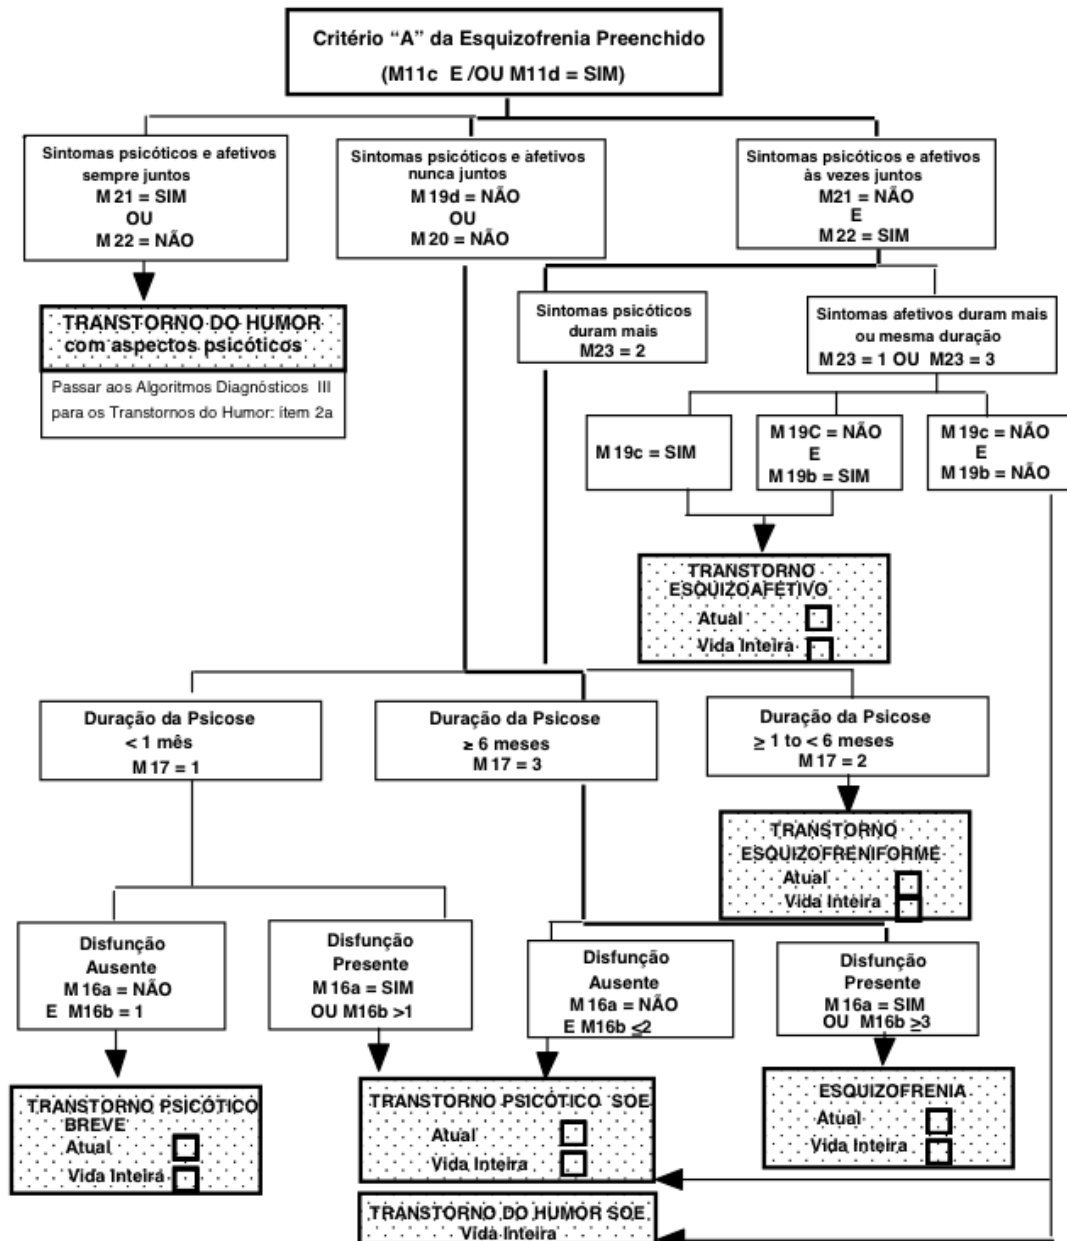 Critério “A” da Esquizofrenia Preenchido
(M11c E /OU M11d = SIM)
Sintomas psicóticos e afetivos
sempre juntos
M 21 = SIM
OU
M 22 = NÃO
Sintomas psicóticos e àfetivos
nunca juntos
M 19d = NÃO
OU
M 20 = NÃO
Sintomas psicóticos e afetivos
às vezes juntos
M21 = NÃO
E
M22 = SIM
TRANSTORNO DO HUMOR
com aspectos psicóticos
Passar aos Algoritmos Diagnósticos III
para os Transtornos do Humor: ítem 2a
Sintomas psicóticos
duram mais
M23 = 2
Sintomas afetivos duram mais
ou mesma duração
M23 = 1 OU M23 = 3
M 19c = SIM
M 19C = NÃO
E
M 19b = SIM
M 19c = NÃO
E
M 19b = NÃO
TRANSTORNO
ESQUIZOAFETIVO
Atual
Vida Inteira
Duração da Psicose
< 1 mês
M 17 = 1
Duração da Psicose
≥ 6 meses
M 17 = 3
Duração da Psicose
≥ 1 to < 6 meses
M 17 = 2
TRANSTORNO
ESQUIZOFRENIFORME
Atual
Vida Inteira
Disfunção
Ausente
M 16a = NÃO
E M16b = 1
Disfunção
Presente
M 16a = SIM
OU M16b >1
Disfunção
Ausente
M 16a = NÃO
E M16b ≤2
Disfunção
Presente
M 16a = SIM
OU M16b ≥3
TRANSTORNO PSICÓTICO
BREVE
Atual
Vida Inteira
TRANSTORNO PSICÓTICO SOE
Atual
Vida Inteira
ESQUIZOFRENIA
Atual
Vida Inteira
TRANSTORNO DO HUMOR SOE
Vida Inteira